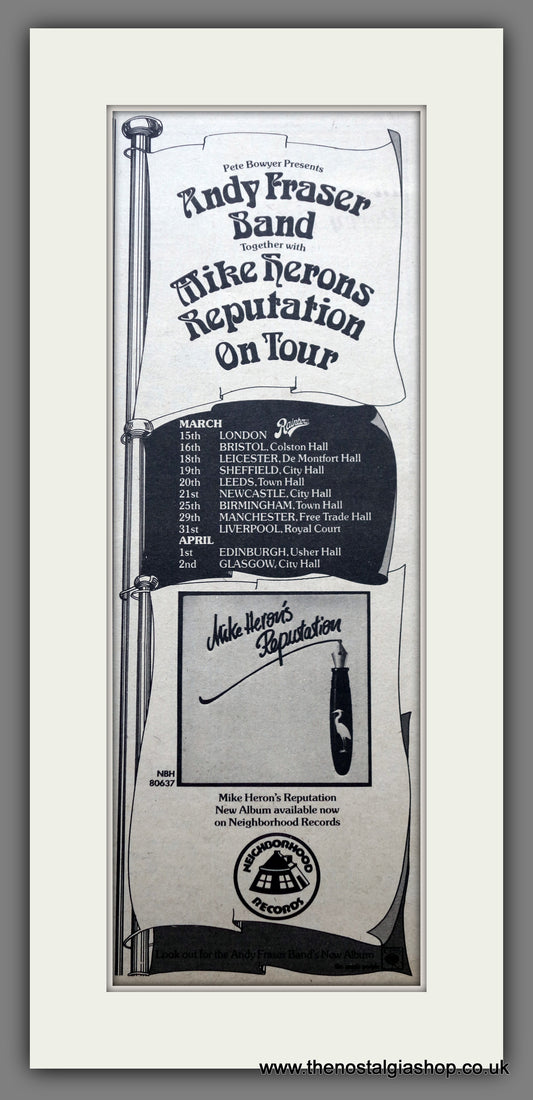 Pete Bowyer Presents
Andy Fraser
Band
Together with
Mike Herons
Reputation
On Tour
MARCH
15th LONDON Rainbow
16th BRISTOL, Colston Hall
18th LEICESTER, De Montfort Hall
19th SHEFFIELD, City Hall
20th LEEDS, Town Hall
21st NEWCASTLE, City Hall
25th BIRMINGHAM, Town Hall
29th MANCHESTER, Free Trade Hall
31st LIVERPOOL, Royal Court
APRIL
1st EDINBURGH, Usher Hall
2nd GLASGOW, City Hall
Mike Heron's
Reputation
NBH
80637
Mike Heron's Reputation
New Album available now
on Neighborhood Records
NEIGHBORHOOD
RECORDS
Look out for the Andy Fraser Band's New Album
www.thenostalgiashop.co.uk